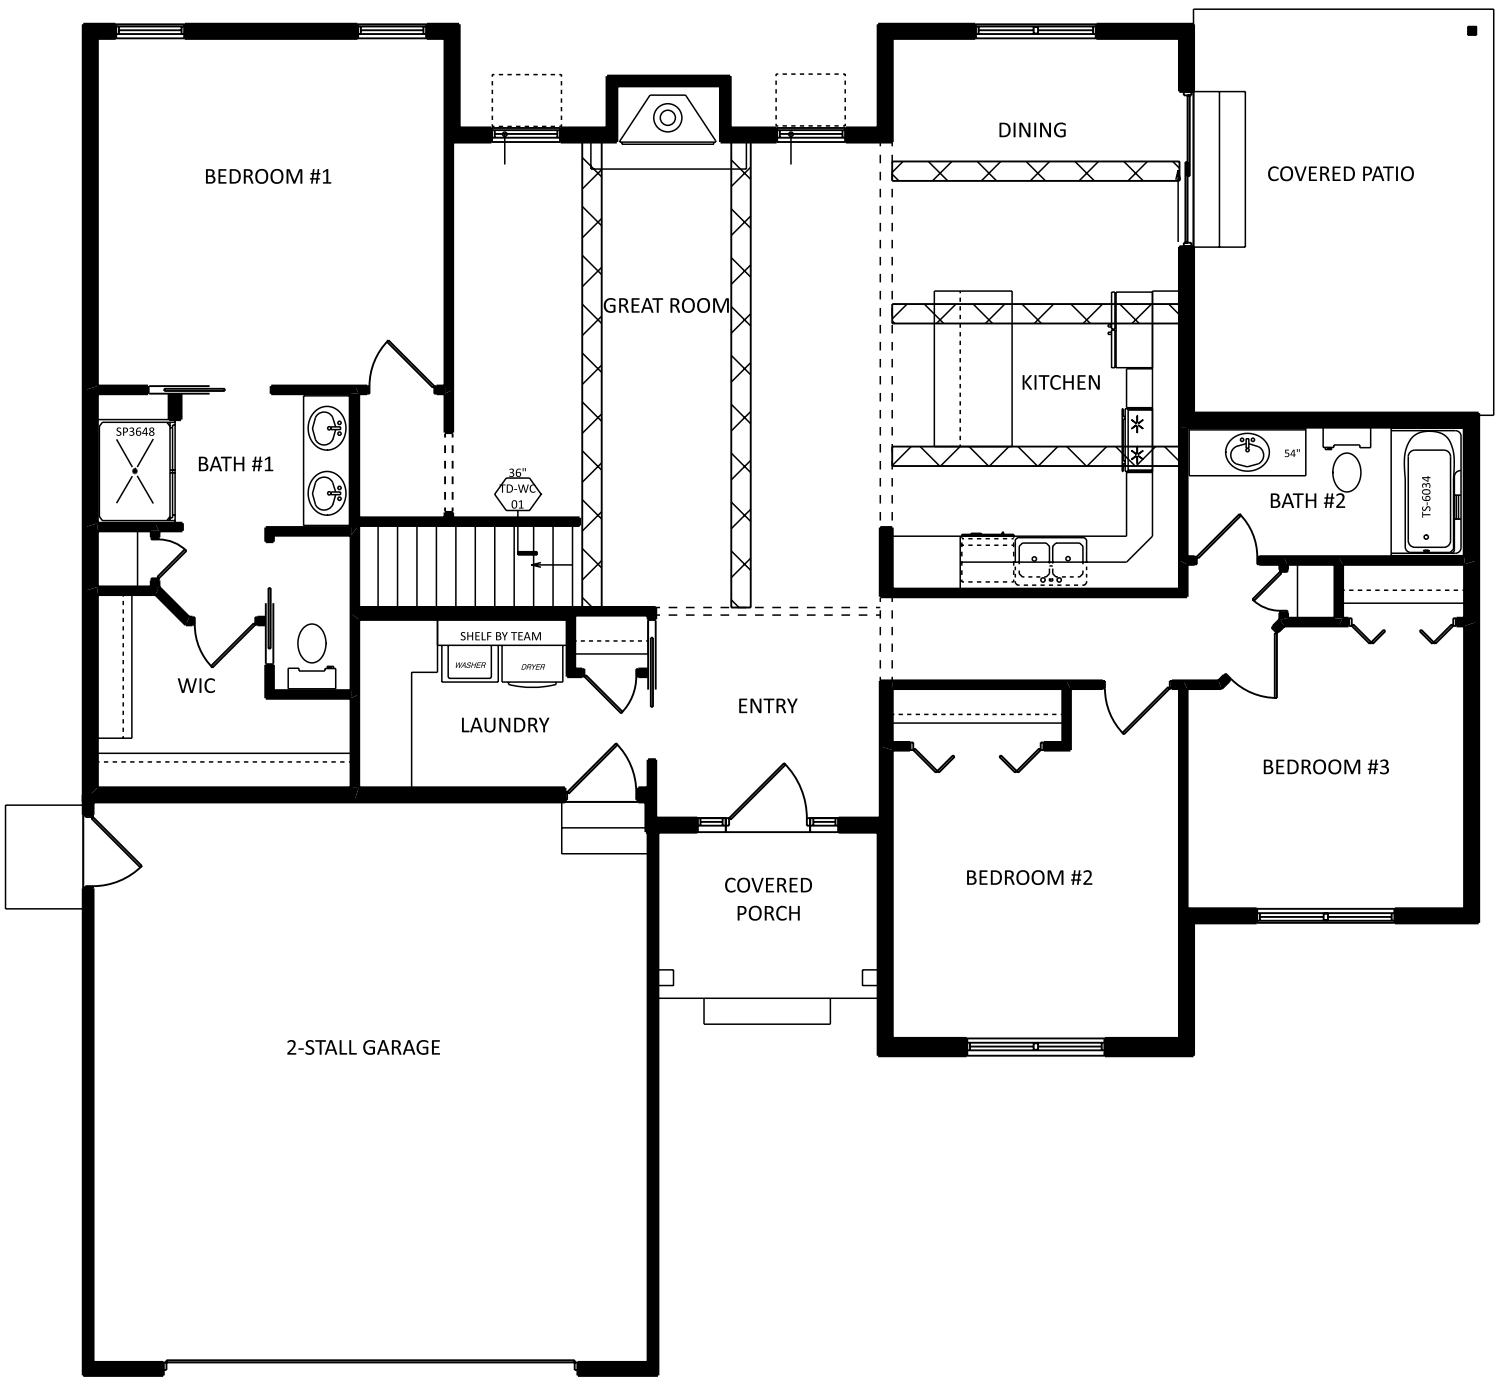 DINING
BEDROOM #1
COVERED PATIO
GREAT ROOM
KITCHEN
SP3648
BATH #1
36"
TD-WC
01
54"
BATH #2
TS-6034
SHELF BY TEAM
WASHER
DRYER
WIC
LAUNDRY
ENTRY
BEDROOM #3
COVERED
PORCH
BEDROOM #2
2-STALL GARAGE